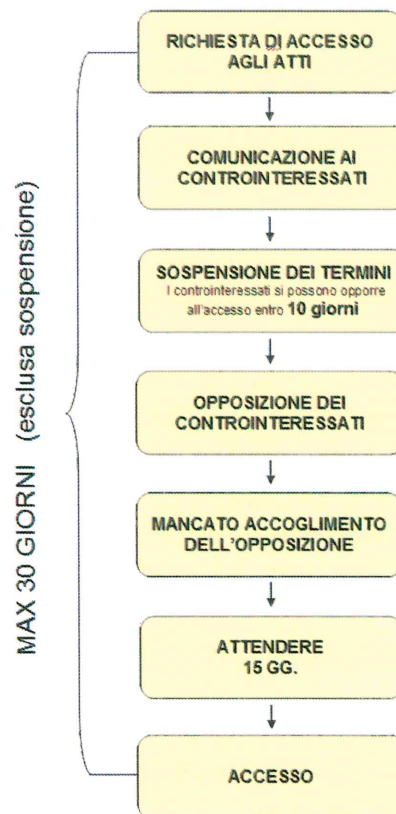 MAX 30 GIORNI (esclusa sospensione)
RICHIESTA DI ACCESSO
AGLI ATTI
COMUNICAZIONE AI
CONTROINTERESSATI
SOSPENSIONE DEI TERMINI
I controinteressati si possono opporre
all'accesso entro 10 giorni
OPPOSIZIONE DEI
CONTROINTERESSATI
MANCATO ACCOGLIMENTO
DELL'OPPOSIZIONE
ATTENDERE
15 GG.
ACCESSO